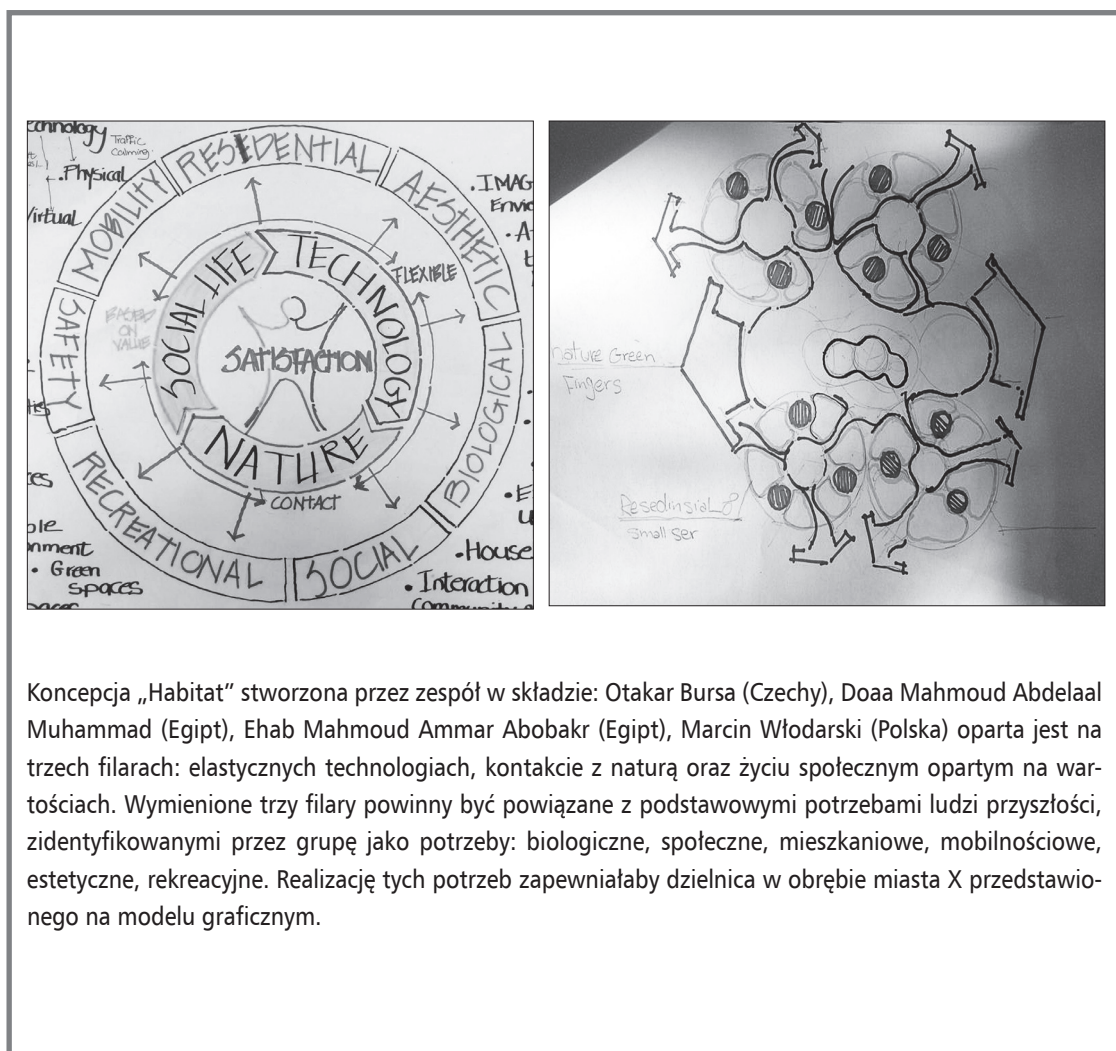 echnology
Traffic
Calming
Physical
Virtual
MOBILITY
RESIDENTIAL
AESTHETIC
BIOLOGICAL
SOCIAL
RECREATIONAL
SAFETY
SOCIAL LIFE
TECHNOLOGY
NATURE
SATISFACTION
FLEXIBLE
BASED
ON
VALUE
CONTACT
• IMAG
Envi
• A
• E
U
• House
• Interaction
ces
ole
nment
• Green
spaces
nature Green
Fingers
Resedinsial 8
small ser
Koncepcja „Habitat” stworzona przez zespół w składzie: Otakar Bursa (Czechy), Doaa Mahmoud Abdelaal
Muhammad (Egipt), Ehab Mahmoud Ammar Abobakr (Egipt), Marcin Włodarski (Polska) oparta jest na
trzech filarach: elastycznych technologiach, kontakcie z naturą oraz życiu społecznym opartym na war-
tościach. Wymienione trzy filary powinny być powiązane z podstawowymi potrzebami ludzi przyszłości,
zidentyfikowanymi przez grupę jako potrzeby: biologiczne, społeczne, mieszkaniowe, mobilnościowe,
estetyczne, rekreacyjne. Realizację tych potrzeb zapewniałaby dzielnica w obrębie miasta X przedstawio-
nego na modelu graficznym.